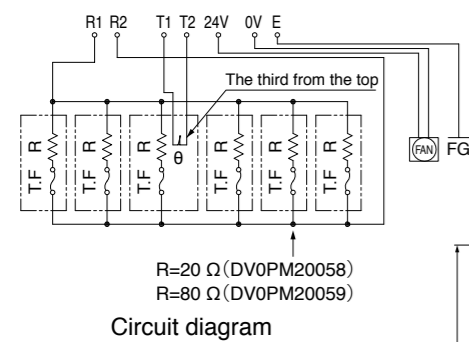 R1 R2 T1 T2 24V 0V E
The third from the top
FAN FG
R R R R R R
θ
T.F T.F T.F T.F T.F T.F
R=20 Ω(DV0PM20058)
R=80 Ω(DV0PM20059)
Circuit diagram